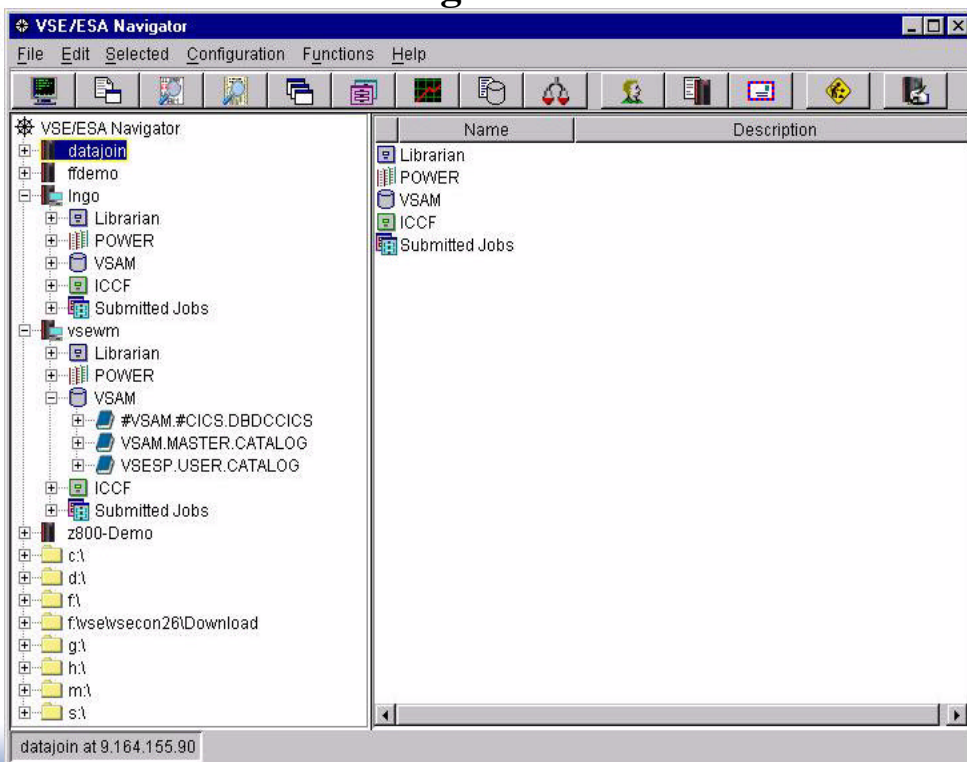 VSE/ESA Navigator
File Edit Selected Configuration Functions Help
VSE/ESA Navigator
datajoin
ffdemo
Ingo
Librarian
POWER
VSAM
ICCF
Submitted Jobs
vsewm
Librarian
POWER
VSAM
#VSAM.#CICS.DBDCCICS
VSAM.MASTER.CATALOG
VSESP.USER.CATALOG
ICCF
Submitted Jobs
z800-Demo
c:\
d:\
f:\
f:\vse\vsecon26\Download
g:\
h:\
m:\
s:\
Name Description
Librarian
POWER
VSAM
ICCF
Submitted Jobs
datajoin at 9.164.155.90